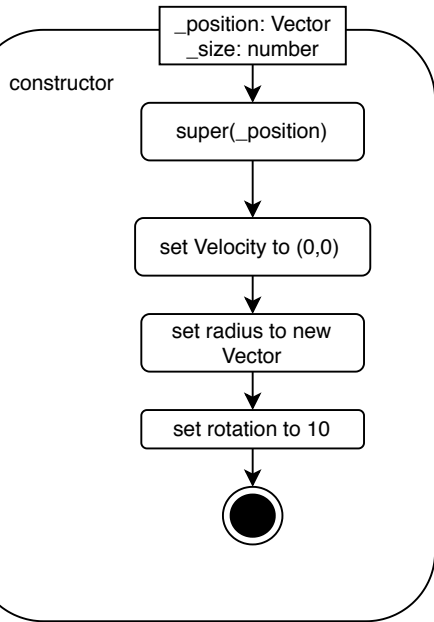 _position: Vector
_size: number
constructor
super(_position)
set Velocity to (0,0)
set radius to new
Vector
set rotation to 10